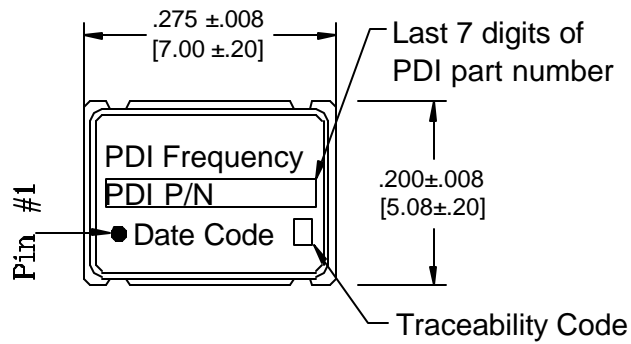 .275 ±.008
[7.00 ±.20]
Last 7 digits of
PDI part number
PDI Frequency
PDI P/N
Date Code
Pin #1
.200±.008
[5.08±.20]
Traceability Code